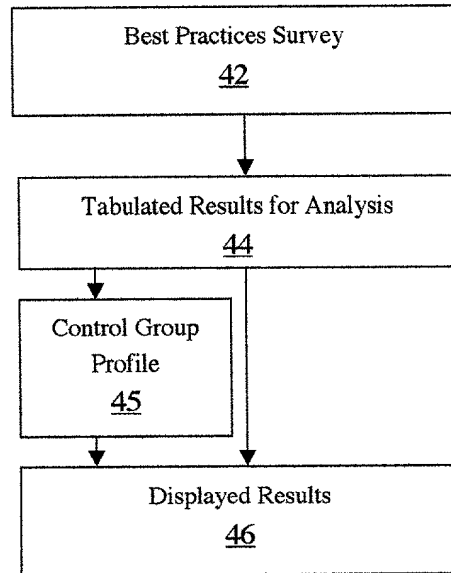 Best Practices Survey
42
Tabulated Results for Analysis
44
Control Group
Profile
45
Displayed Results
46